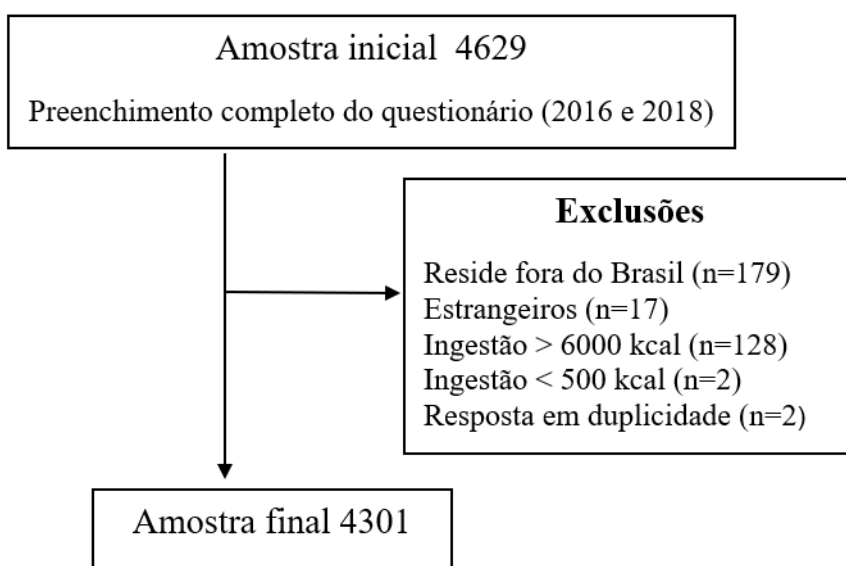 Amostra inicial 4629
Preenchimento completo do questionário (2016 e 2018)
Exclusões
Reside fora do Brasil (n=179)
Estrangeiros (n=17)
Ingestão > 6000 kcal (n=128)
Ingestão < 500 kcal (n=2)
Resposta em duplicidade (n=2)
Amostra final 4301